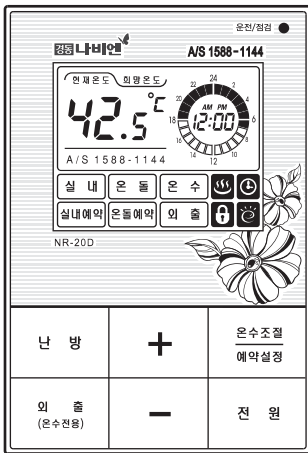 운전/점검
경동나비엔 A/S 1588-1144
현재온도 희망온도
42.5℃
24
22 2
20 4
18 AM PM 6
12:00
16 8
14 10
12
A/S 1588-1144
실 내 온 돌 온 수
실내예약 온돌예약 외 출
NR-20D
난 방 + 온수조절
예약설정
외 출 − 전 원
(온수전용)